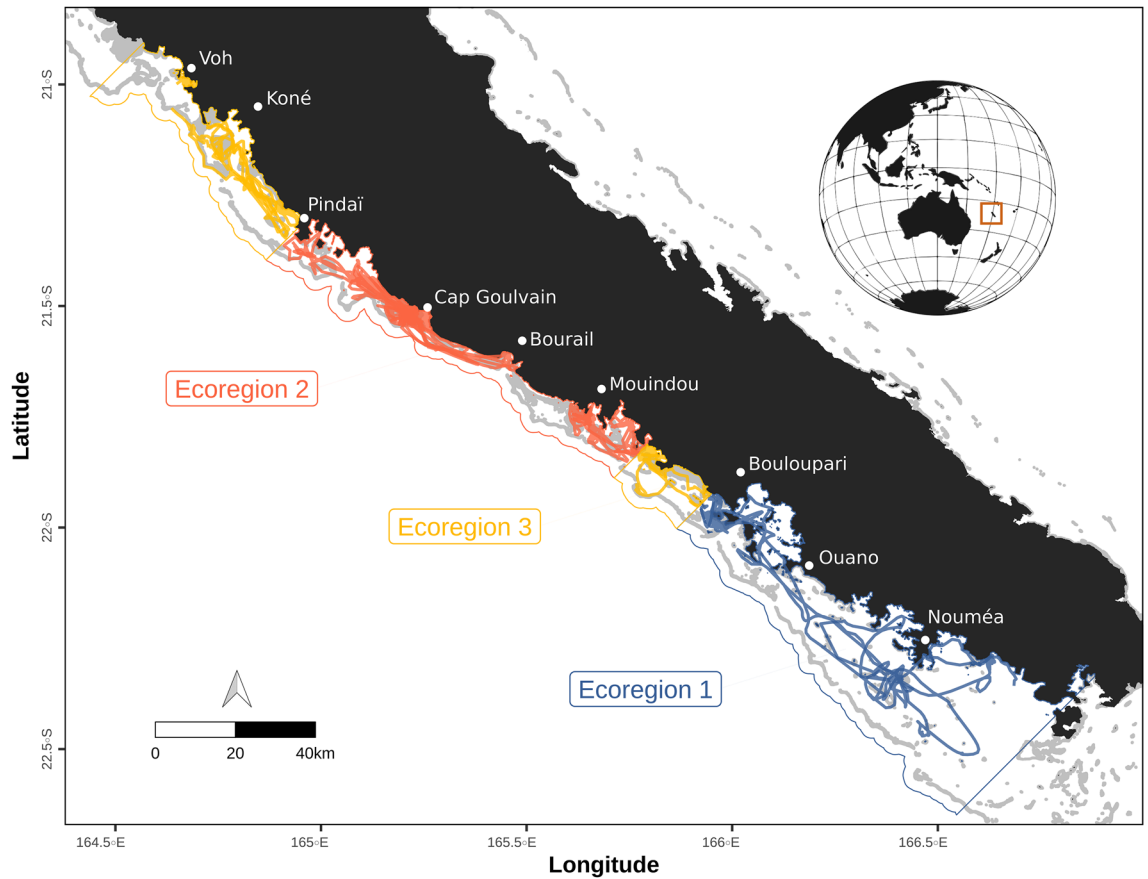 Voh
Koné
Pindaï
Cap Goulvain
Bourail
Mouindou
Bouloupari
Ouano
Nouméa
Ecoregion 2
Ecoregion 3
Ecoregion 1
0 20 40km
21°S
21.5°S
22°S
22.5°S
Latitude
164.5°E 165°E 165.5°E 166°E 166.5°E
Longitude